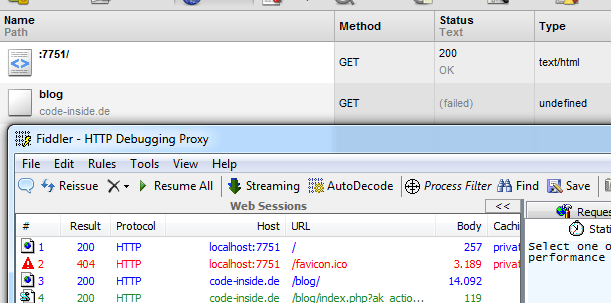 Name Method Status Type
Path Text
:7751/ GET 200 text/html
OK
blog GET (failed) undefined
code-inside.de
Fiddler - HTTP Debugging Proxy
File Edit Rules Tools View Help
Reissue Resume All Streaming AutoDecode Process Filter Find Save
Web Sessions <<
# Result Protocol Host URL Body Cachi
1 200 HTTP localhost:7751 / 257 privat
2 404 HTTP localhost:7751 /favicon.ico 3.189 privat
3 200 HTTP code-inside.de /blog/ 14.092
4 200 HTTP code-inside.de /blog/index.php?ak_actio... 119
Reques
Stati
Select one o
performance